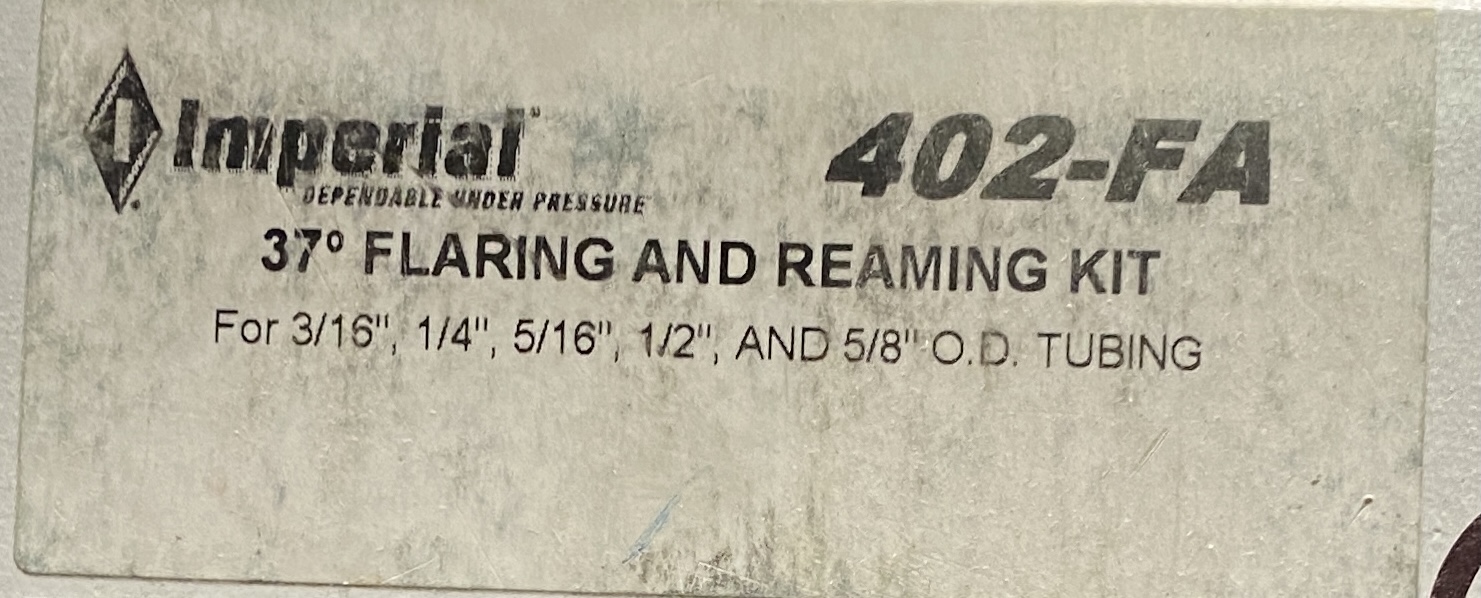 Imperial™ 402-FA
DEPENDABLE UNDER PRESSURE
37° FLARING AND REAMING KIT
For 3/16", 1/4", 5/16", 1/2", AND 5/8" O.D. TUBING